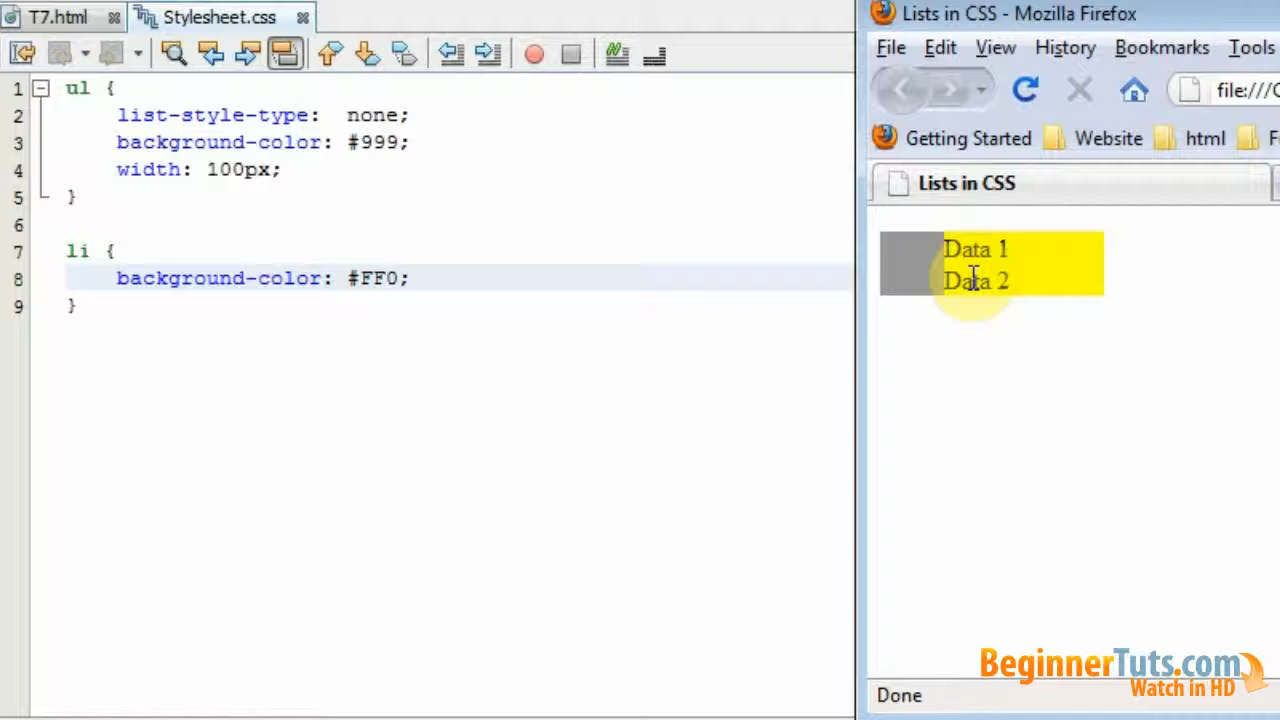 T7.html
Stylesheet.css
1 ul {
2 list-style-type: none;
3 background-color: #999;
4 width: 100px;
5 }
6
7 li {
8 background-color: #FF0;
9 }
Lists in CSS - Mozilla Firefox
File Edit View History Bookmarks Tools
file:///C
Getting Started Website html F
Lists in CSS
Data 1
Data 2
BeginnerTuts.com
Watch in HD
Done